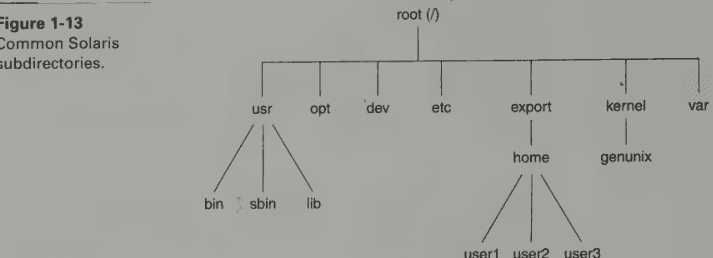 Figure 1-13
Common Solaris
subdirectories.
root (/)
usr opt dev etc export kernel var
home genunix
bin sbin lib
user1 user2 user3